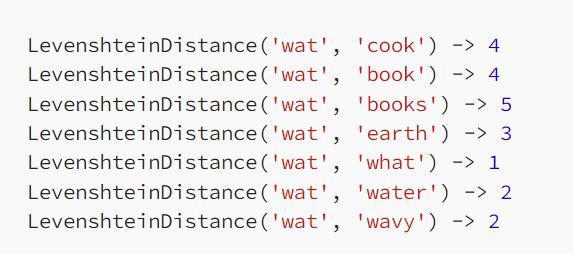 LevenshteinDistance('wat', 'cook') -> 4
LevenshteinDistance('wat', 'book') -> 4
LevenshteinDistance('wat', 'books') -> 5
LevenshteinDistance('wat', 'earth') -> 3
LevenshteinDistance('wat', 'what') -> 1
LevenshteinDistance('wat', 'water') -> 2
LevenshteinDistance('wat', 'wavy') -> 2